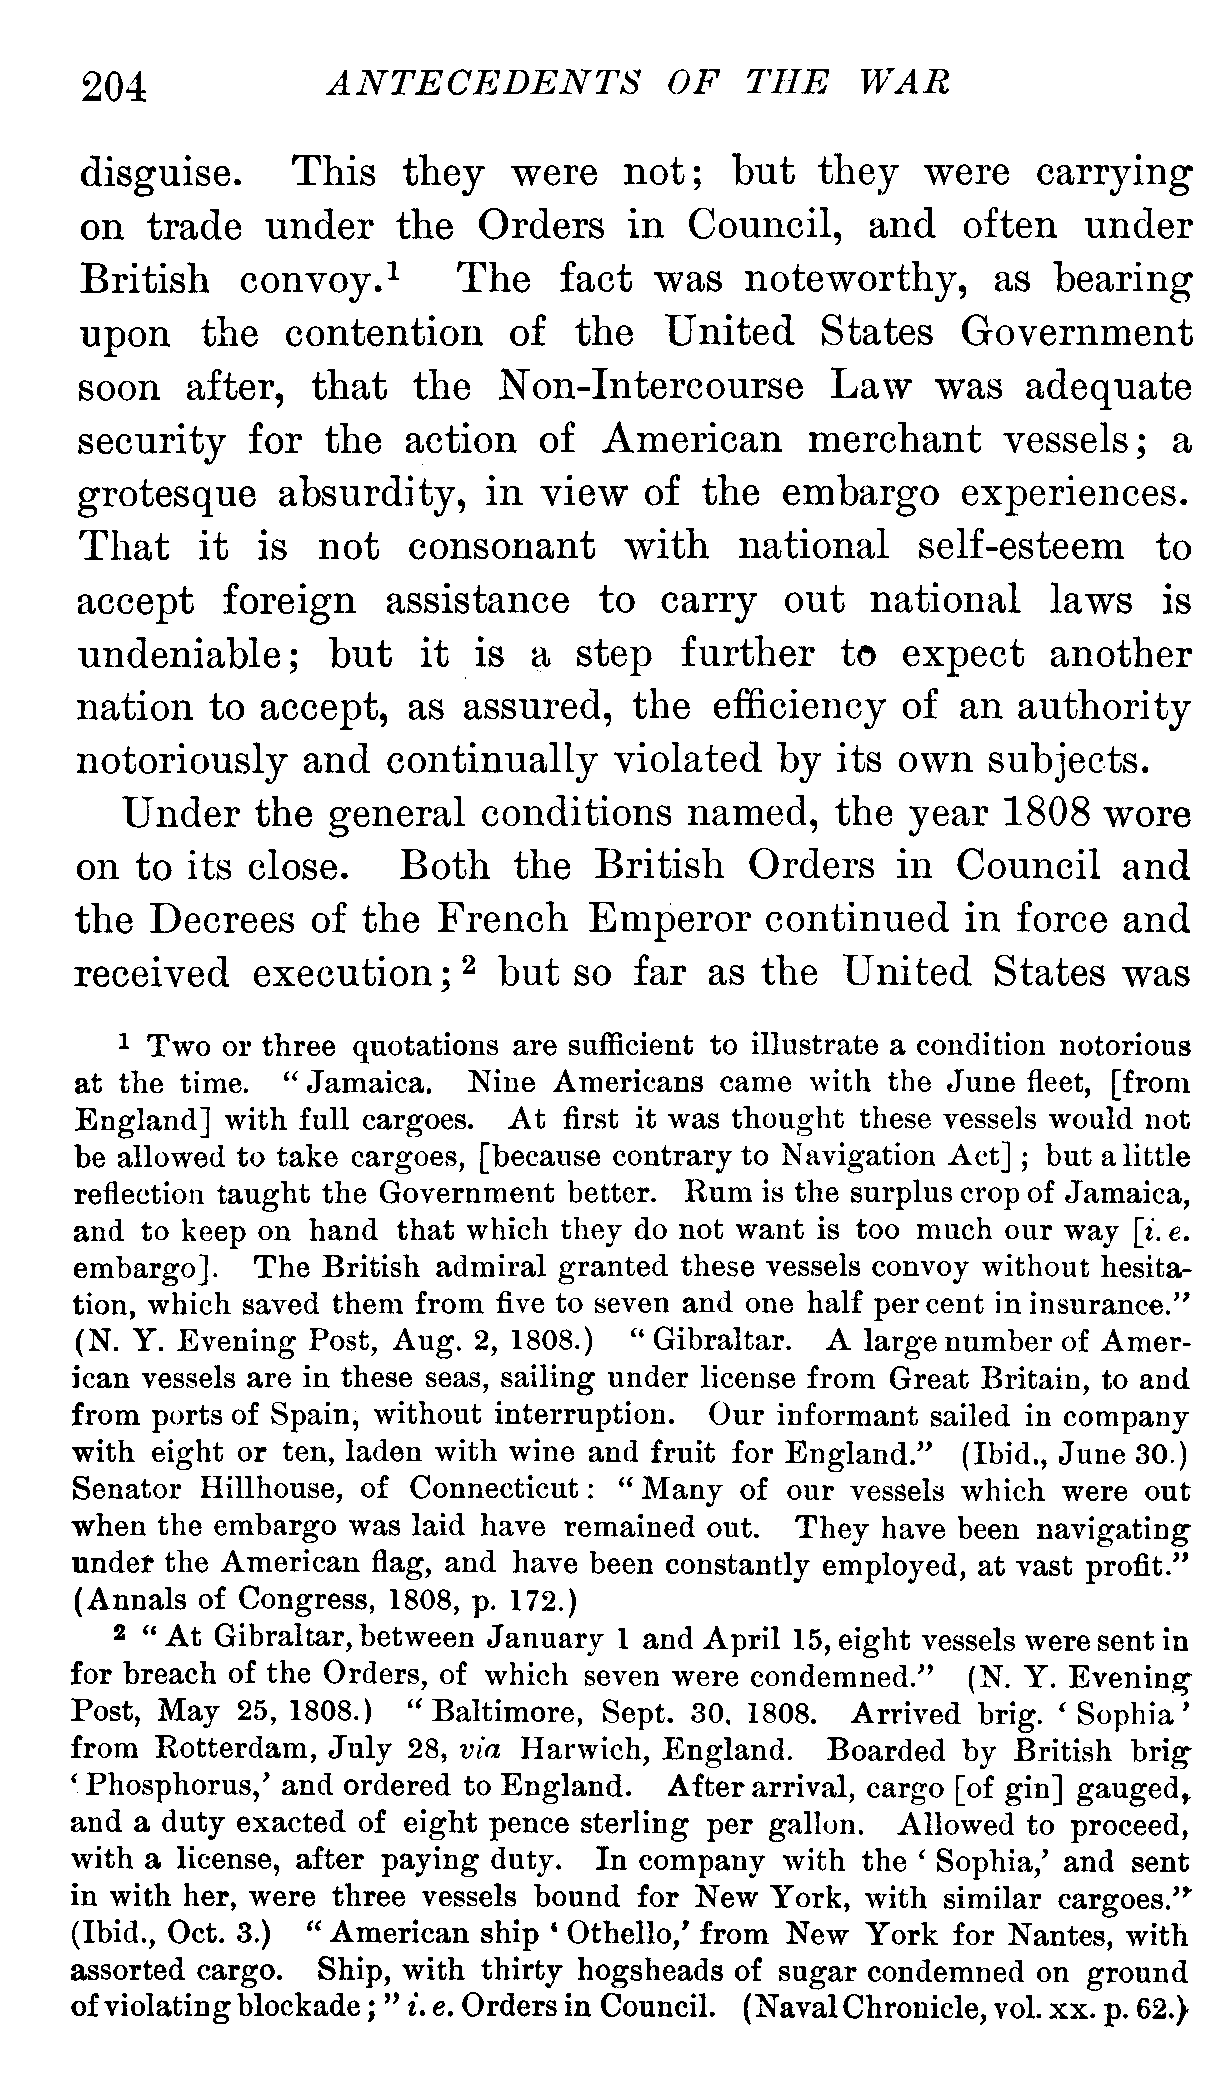 204 ANTECEDENTS OF THE WAR
disguise. This they were not; but they were carrying
on trade under the Orders in Council, and often under
British convoy.¹ The fact was noteworthy, as bearing
upon the contention of the United States Government
soon after, that the Non-Intercourse Law was adequate
security for the action of American merchant vessels; a
grotesque absurdity, in view of the embargo experiences.
That it is not consonant with national self-esteem to
accept foreign assistance to carry out national laws is
undeniable; but it is a step further to expect another
nation to accept, as assured, the efficiency of an authority
notoriously and continually violated by its own subjects.
Under the general conditions named, the year 1808 wore
on to its close. Both the British Orders in Council and
the Decrees of the French Emperor continued in force and
received execution;² but so far as the United States was
¹ Two or three quotations are sufficient to illustrate a condition notorious
at the time. “Jamaica. Nine Americans came with the June fleet, [from
England] with full cargoes. At first it was thought these vessels would not
be allowed to take cargoes, [because contrary to Navigation Act]; but a little
reflection taught the Government better. Rum is the surplus crop of Jamaica,
and to keep on hand that which they do not want is too much our way [i. e.
embargo]. The British admiral granted these vessels convoy without hesita-
tion, which saved them from five to seven and one half per cent in insurance.”
(N. Y. Evening Post, Aug. 2, 1808.) “Gibraltar. A large number of Amer-
ican vessels are in these seas, sailing under license from Great Britain, to and
from ports of Spain, without interruption. Our informant sailed in company
with eight or ten, laden with wine and fruit for England.” (Ibid., June 30.)
Senator Hillhouse, of Connecticut: “Many of our vessels which were out
when the embargo was laid have remained out. They have been navigating
under the American flag, and have been constantly employed, at vast profit.”
(Annals of Congress, 1808, p. 172.)
² “At Gibraltar, between January 1 and April 15, eight vessels were sent in
for breach of the Orders, of which seven were condemned.” (N. Y. Evening
Post, May 25, 1808.) “Baltimore, Sept. 30, 1808. Arrived brig. ‘Sophia’
from Rotterdam, July 28, via Harwich, England. Boarded by British brig
‘Phosphorus,’ and ordered to England. After arrival, cargo [of gin] gauged,
and a duty exacted of eight pence sterling per gallon. Allowed to proceed,
with a license, after paying duty. In company with the ‘Sophia,’ and sent
in with her, were three vessels bound for New York, with similar cargoes.”
(Ibid., Oct. 3.) “American ship ‘Othello,’ from New York for Nantes, with
assorted cargo. Ship, with thirty hogsheads of sugar condemned on ground
of violating blockade;” i. e. Orders in Council. (Naval Chronicle, vol. xx. p. 62.)